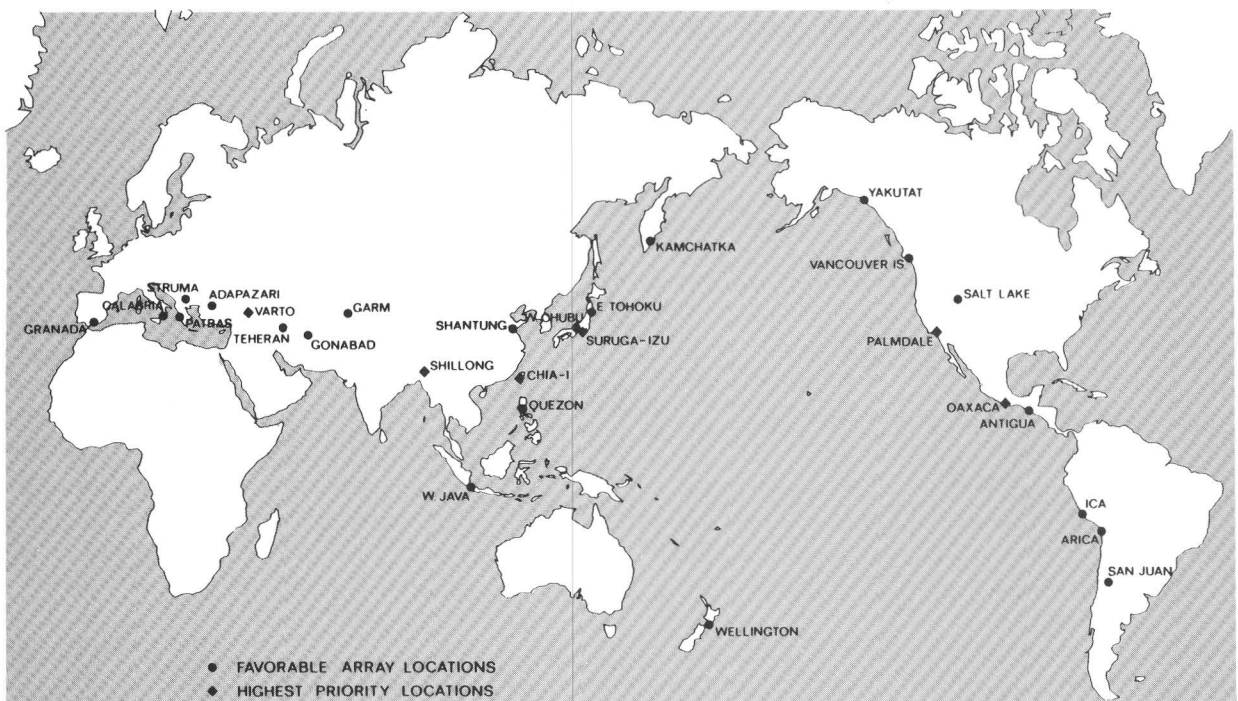 YAKUTAT
KAMCHATKA
VANCOUVER IS.
STRUMA
ADAPAZARI
SALT LAKE
CALABRIA
VARTO
GARM
E TOHOKU
W. CHUBU
GRANADA
PATRAS
SHANTUNG
TEHERAN
SURUGA-IZU
PALMDALE
GONABAD
SHILLONG
CHIA-I
QUEZON
OAXACA
ANTIGUA
W. JAVA
ICA
ARICA
SAN JUAN
WELLINGTON
FAVORABLE ARRAY LOCATIONS
HIGHEST PRIORITY LOCATIONS